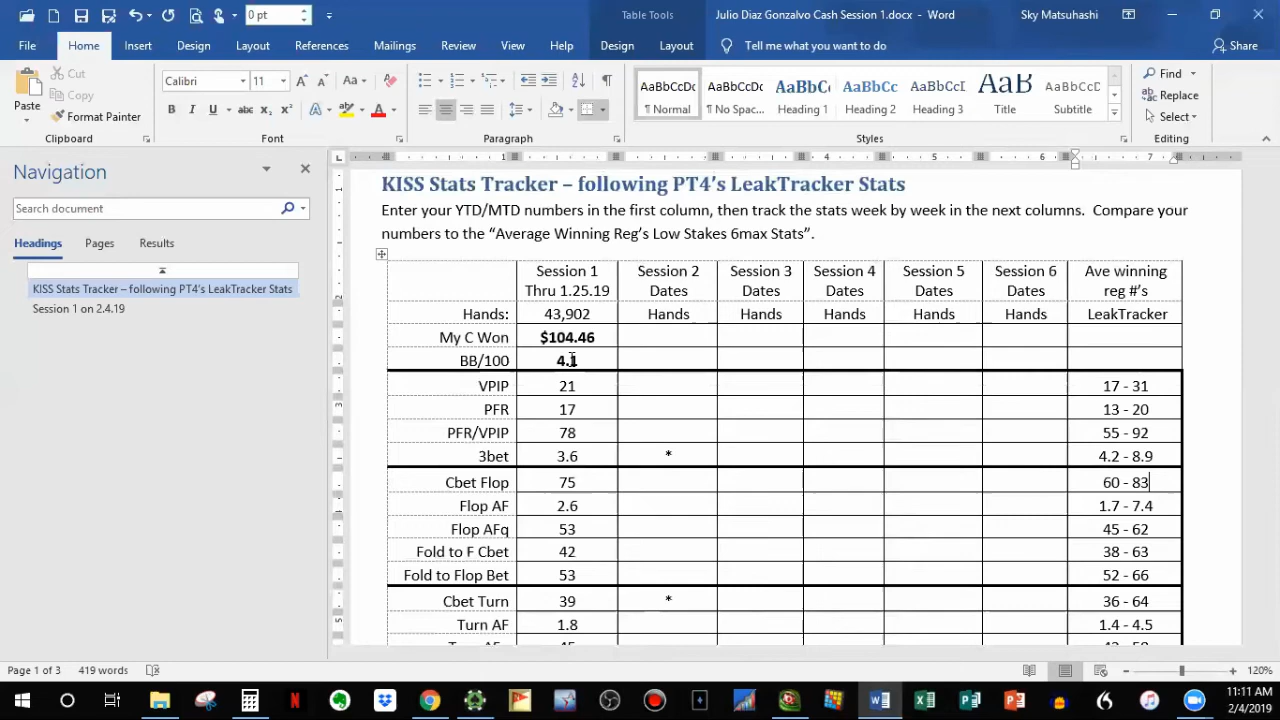 0 pt
Table Tools
Julio Diaz Gonzalvo Cash Session 1.docx - Word
Sky Matsuhashi
File Home Insert Design Layout References Mailings Review View Help Design Layout Tell me what you want to do Share
Paste
Cut
Copy
Format Painter
Calibri 11
AaBbCcDc AaBbCcDc AaBbC AaBbCc AaBbCcD AaB AaBbCcD
¶ Normal ¶ No Spac... Heading 1 Heading 2 Heading 3 Title Subtitle
Find
Replace
Select
Clipboard Font Paragraph Styles Editing
Navigation
Search document
Headings Pages Results
KISS Stats Tracker – following PT4's LeakTracker Stats
Session 1 on 2.4.19
KISS Stats Tracker – following PT4's LeakTracker Stats
Enter your YTD/MTD numbers in the first column, then track the stats week by week in the next columns. Compare your
numbers to the “Average Winning Reg's Low Stakes 6max Stats”.
Session 1 Session 2 Session 3 Session 4 Session 5 Session 6 Ave winning
Thru 1.25.19 Dates Dates Dates Dates Dates reg #'s
Hands: 43,902 Hands Hands Hands Hands Hands LeakTracker
My C Won $104.46
BB/100 4.1
VPIP 21 17 - 31
PFR 17 13 - 20
PFR/VPIP 78 55 - 92
3bet 3.6 * 4.2 - 8.9
Cbet Flop 75 60 - 83
Flop AF 2.6 1.7 - 7.4
Flop AFq 53 45 - 62
Fold to F Cbet 42 38 - 63
Fold to Flop Bet 53 52 - 66
Cbet Turn 39 * 36 - 64
Turn AF 1.8 1.4 - 4.5
Page 1 of 3 419 words 120%
11:11 AM
2/4/2019